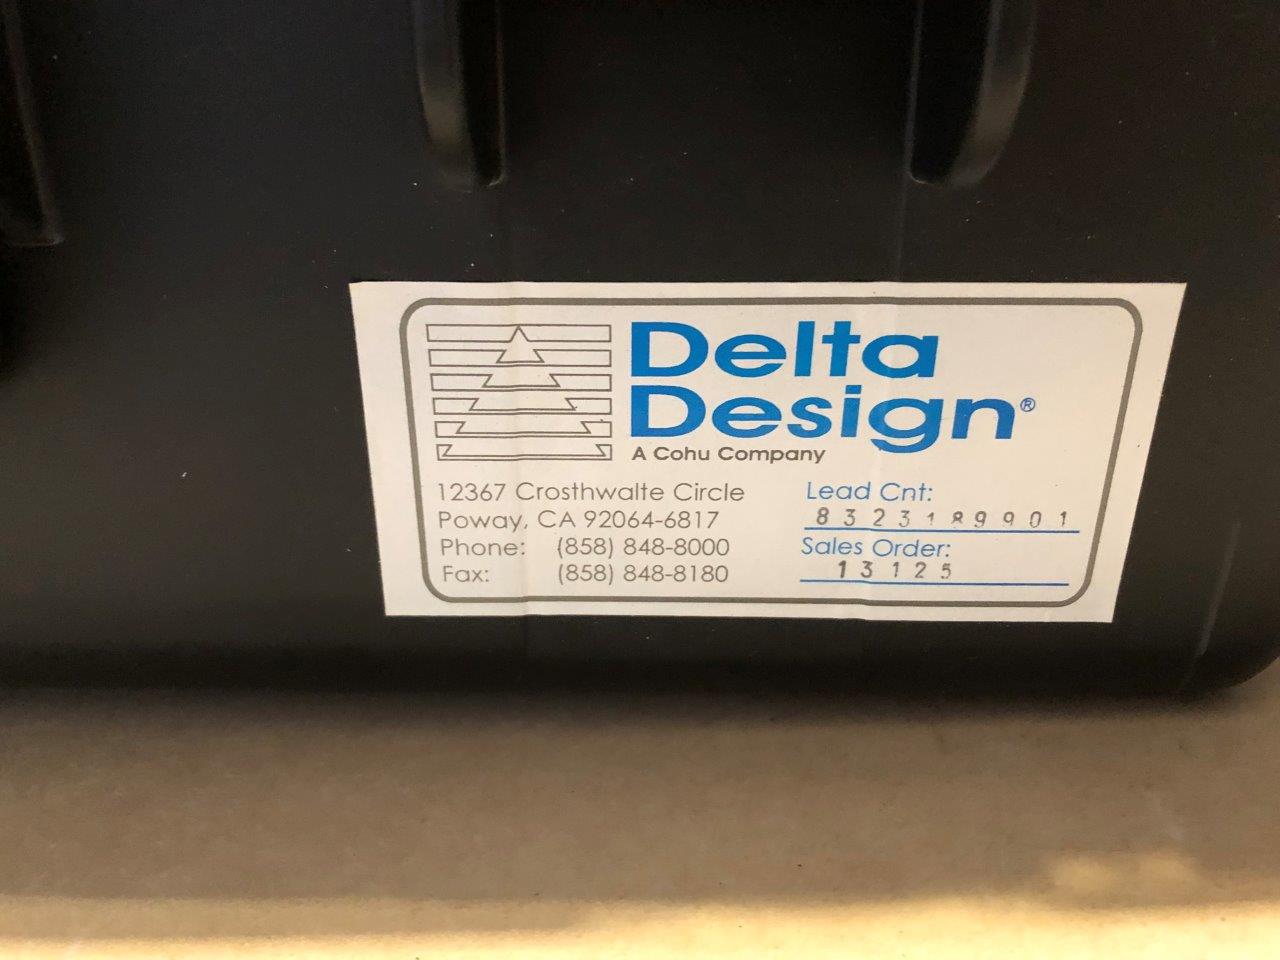 Delta
Design®
A Cohu Company
12367 Crosthwalte Circle
Poway, CA 92064-6817
Phone: (858) 848-8000
Fax: (858) 848-8180
Lead Cnt:
8323189901
Sales Order:
13125